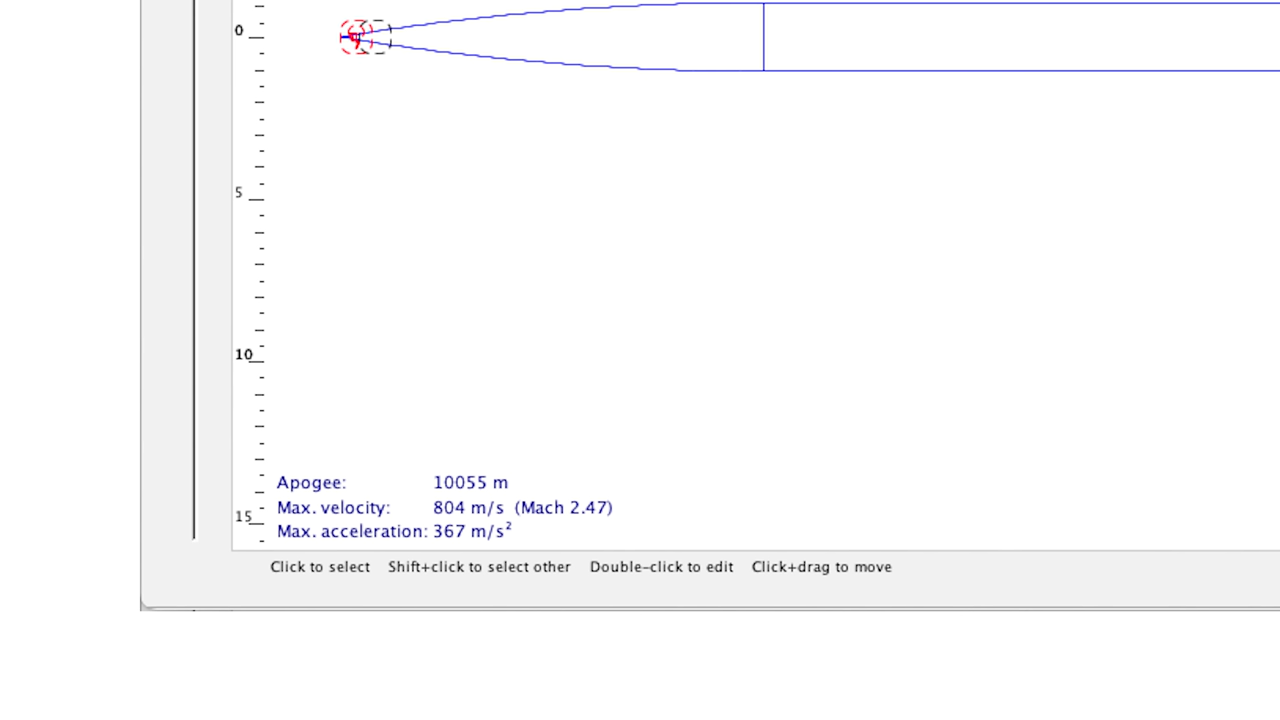 0
5
10
15
Apogee: 10055 m
Max. velocity: 804 m/s (Mach 2.47)
Max. acceleration: 367 m/s²
Click to select Shift+click to select other Double-click to edit Click+drag to move